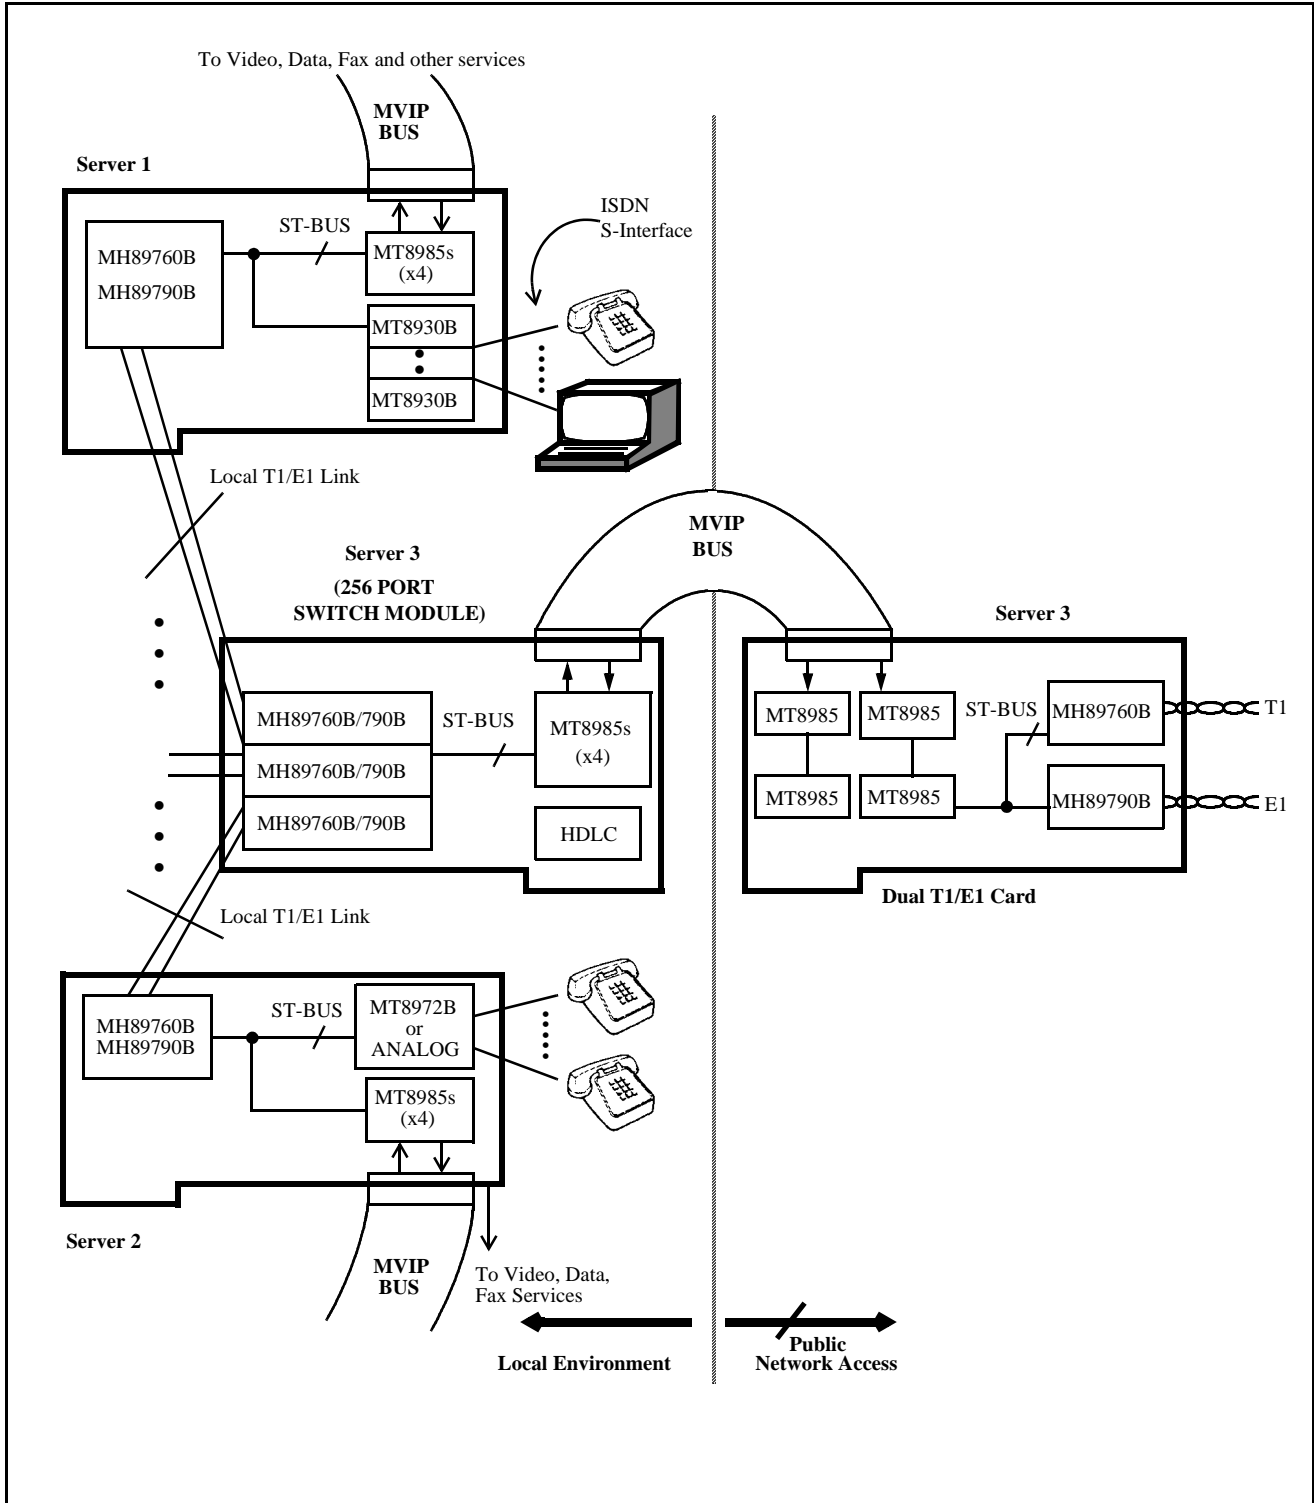 To Video, Data, Fax and other services
MVIP
BUS
Server 1
ISDN
S-Interface
ST-BUS
MH89760B
MH89790B
MT8985s
(x4)
MT8930B
MT8930B
Local T1/E1 Link
MVIP
BUS
Server 3
(256 PORT
SWITCH MODULE)
Server 3
MH89760B/790B
MH89760B/790B
MH89760B/790B
ST-BUS
MT8985s
(x4)
HDLC
MT8985
MT8985
MT8985
MT8985
ST-BUS
MH89760B
T1
MH89790B
E1
Dual T1/E1 Card
Local T1/E1 Link
MH89760B
MH89790B
ST-BUS
MT8972B
or
ANALOG
MT8985s
(x4)
Server 2
MVIP
BUS
To Video, Data,
Fax Services
Local Environment
Public
Network Access